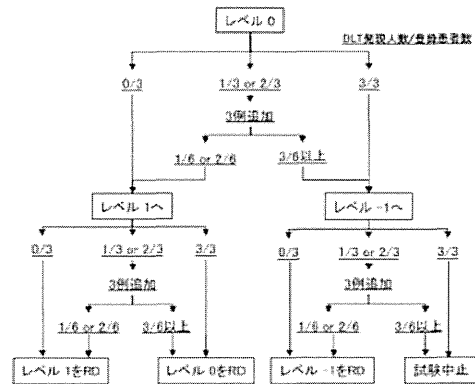 レベル 0
DLT発現人数/登録患者数
0/3
1/3 or 2/3
3/3
3例追加
1/6 or 2/6
3/6以上
レベル 1へ
レベル -1へ
0/3
1/3 or 2/3
3/3
0/3
1/3 or 2/3
3/3
3例追加
3例追加
1/6 or 2/6
3/6以上
1/6 or 2/6
3/6以上
レベル 1をRD
レベル 0をRD
レベル -1をRD
試験中止